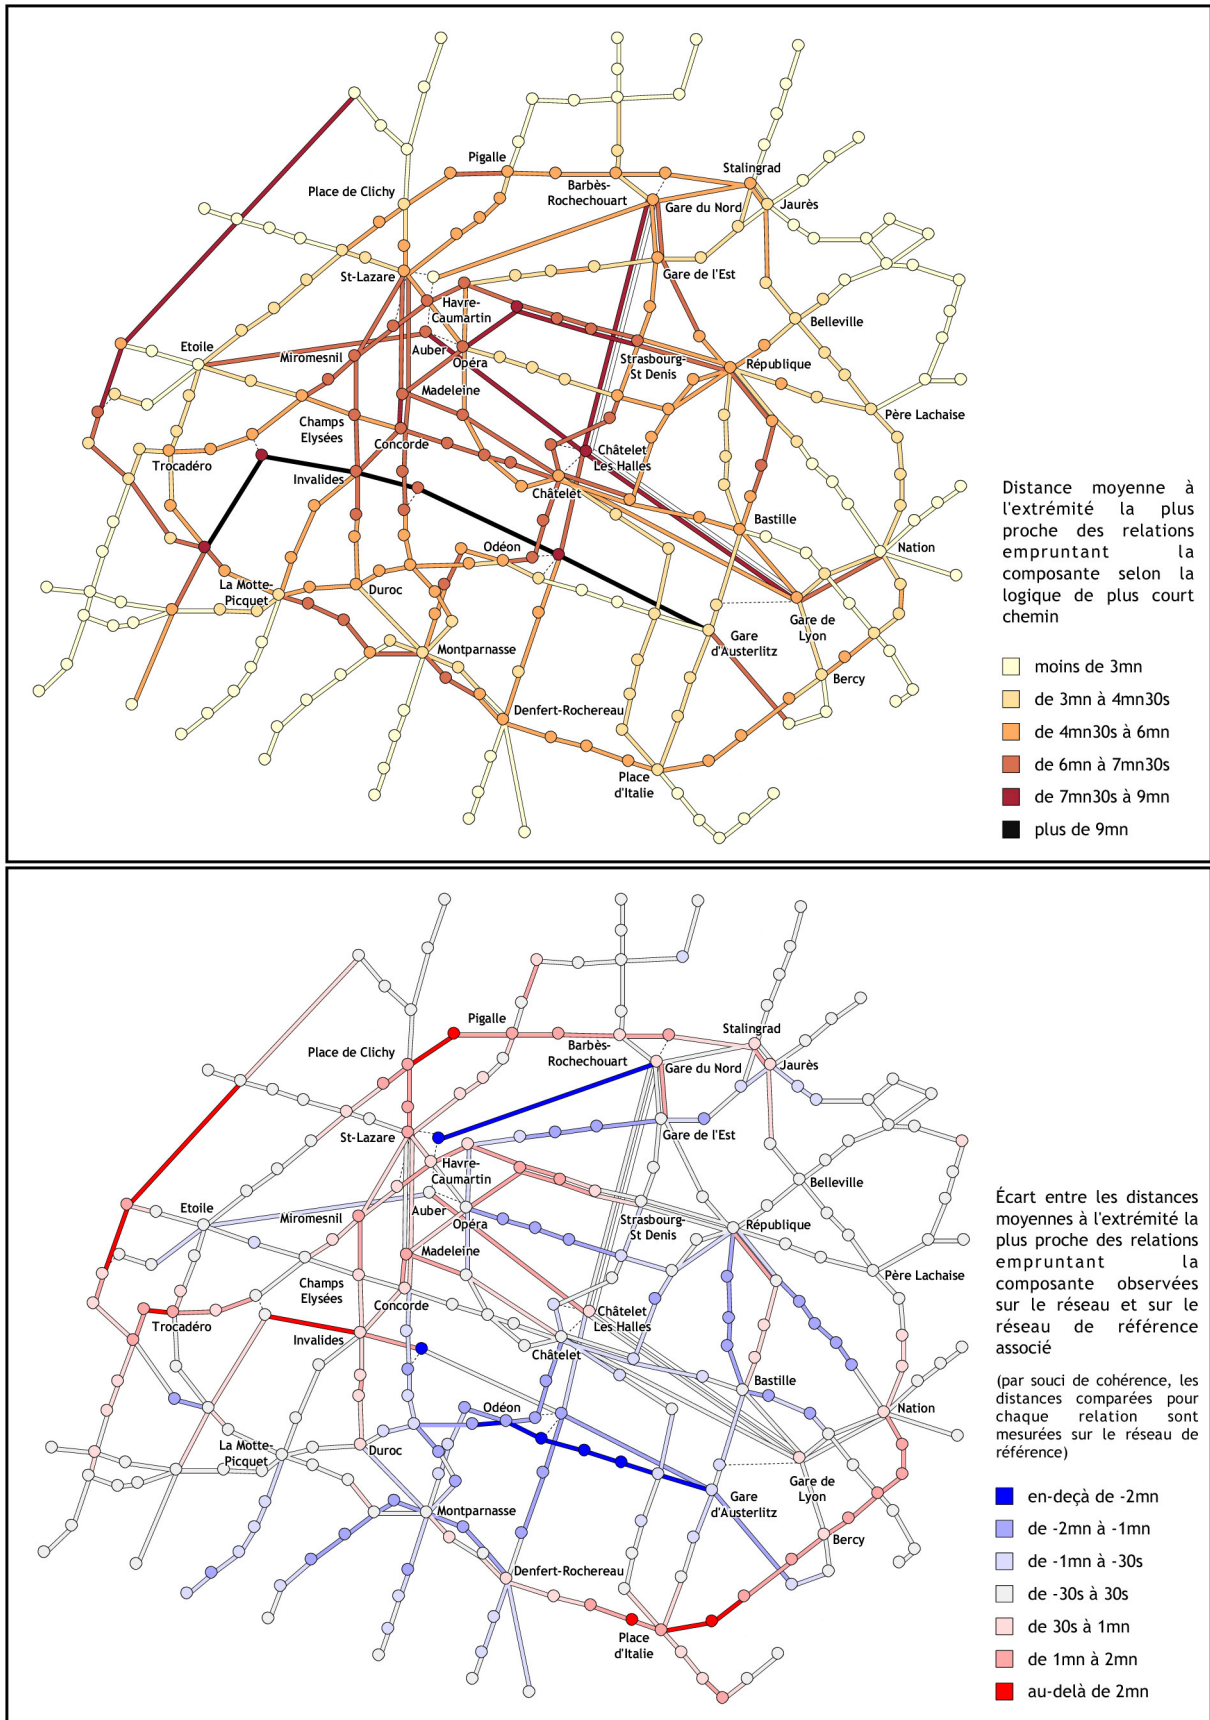 Pigalle
Stalingrad
Place de Clichy
Barbès-
Rochechouart
Gare du Nord
Jaurès
St-Lazare
Gare de l'Est
Havre-
Caumartin
Belleville
Etoile
Miromesnil
Auber
Opéra
Strasbourg-
St Denis
République
Madeleine
Père Lachaise
Champs
Elysées
Concorde
Trocadéro
Invalides
Châtelet
Les Halles
Châtelet
Bastille
Odéon
Nation
La Motte-
Picquet
Duroc
Gare de
Lyon
Gare
d'Austerlitz
Montparnasse
Bercy
Denfert-Rochereau
Place
d'Italie
Distance moyenne à
l'extrémité la plus
proche des relations
empruntant la
composante selon la
logique de plus court
chemin
moins de 3mn
de 3mn à 4mn30s
de 4mn30s à 6mn
de 6mn à 7mn30s
de 7mn30s à 9mn
plus de 9mn
Pigalle
Stalingrad
Place de Clichy
Barbès-
Rochechouart
Gare du Nord
Jaurès
St-Lazare
Gare de l'Est
Havre-
Caumartin
Belleville
Etoile
Miromesnil
Auber
Opéra
Strasbourg-
St Denis
République
Madeleine
Père Lachaise
Champs
Elysées
Concorde
Trocadéro
Invalides
Châtelet
Les Halles
Châtelet
Bastille
Odéon
Nation
La Motte-
Picquet
Duroc
Gare de
Lyon
Gare
d'Austerlitz
Montparnasse
Bercy
Denfert-Rochereau
Place
d'Italie
Écart entre les distances
moyennes à l'extrémité la
plus proche des relations
empruntant la
composante observées
sur le réseau et sur le
réseau de référence
associé
(par souci de cohérence, les
distances comparées pour
chaque relation sont
mesurées sur le réseau de
référence)
en-deçà de -2mn
de -2mn à -1mn
de -1mn à -30s
de -30s à 30s
de 30s à 1mn
de 1mn à 2mn
au-delà de 2mn